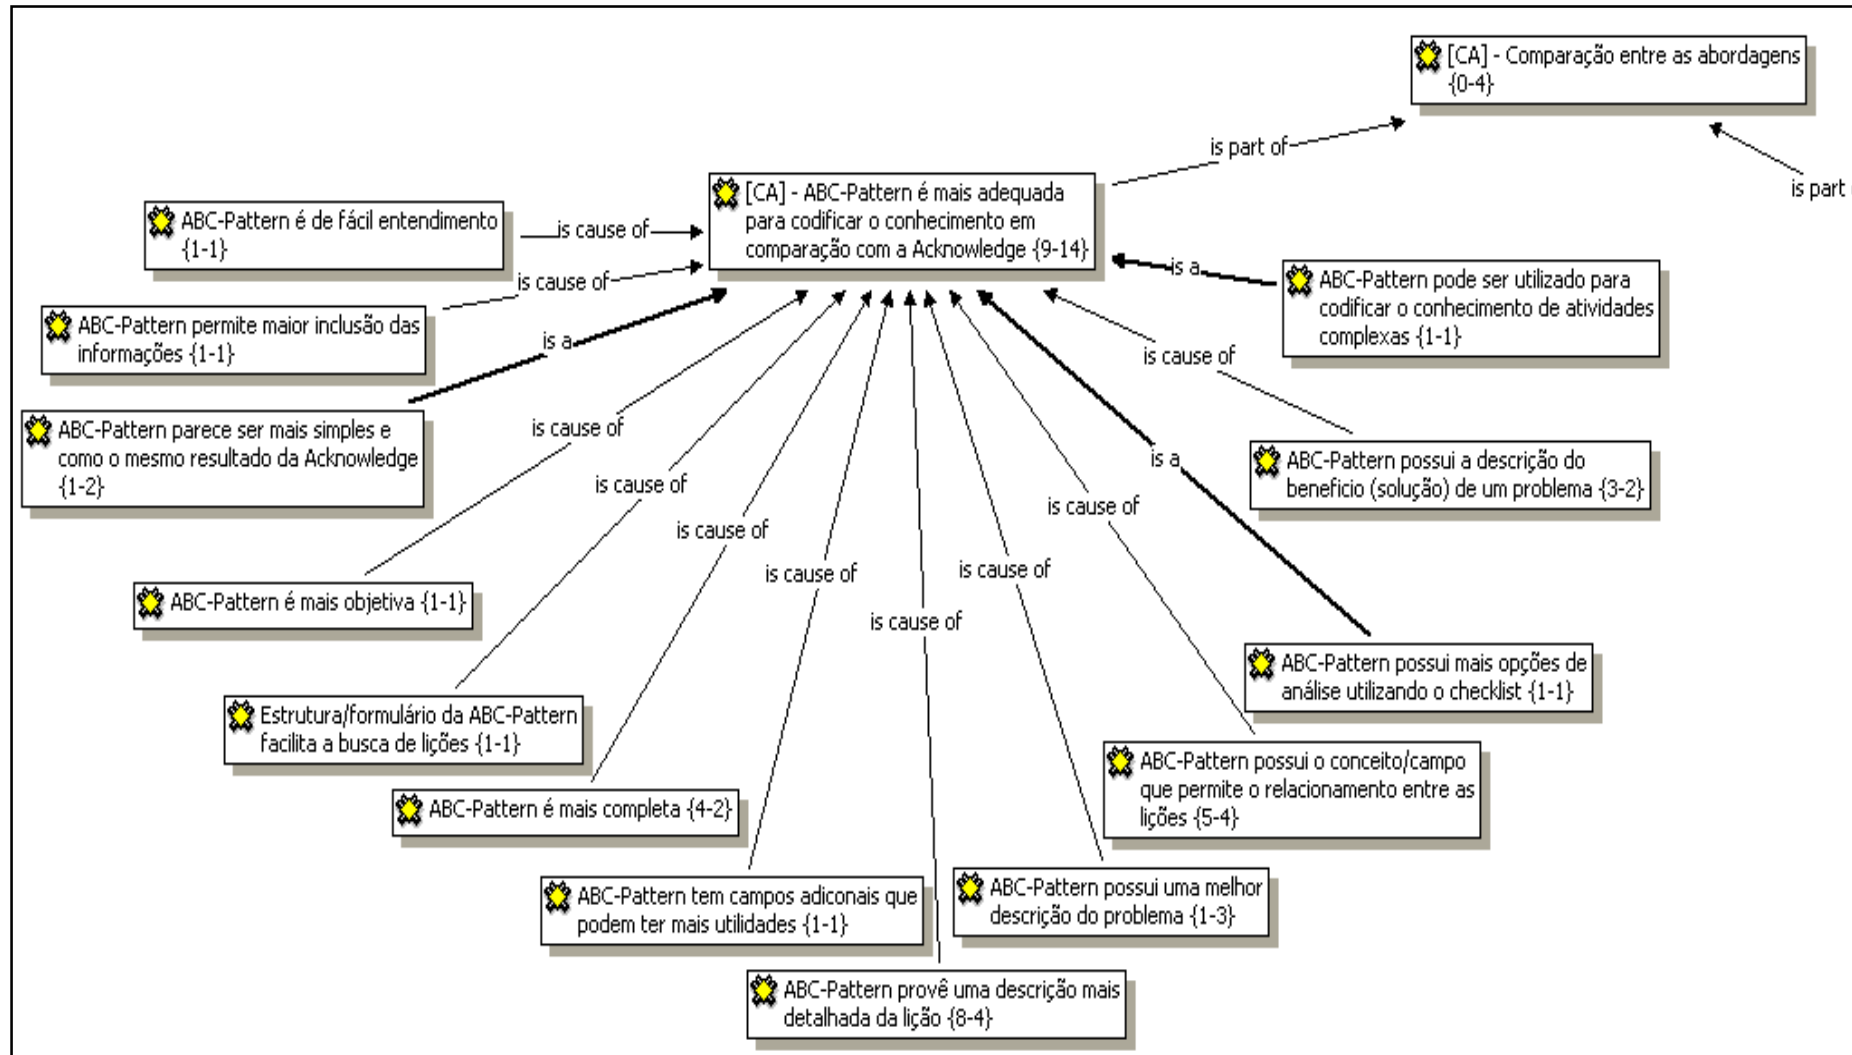 [CA] - Comparação entre as abordagens
{0-4}
is part of
is part
[CA] - ABC-Pattern é mais adequada
para codificar o conhecimento em
comparação com a Acknowledge {9-14}
ABC-Pattern é de fácil entendimento
{1-1}
is cause of
is cause of
ABC-Pattern permite maior inclusão das
informações {1-1}
is a
ABC-Pattern pode ser utilizado para
codificar o conhecimento de atividades
complexas {1-1}
is a
is cause of
ABC-Pattern parece ser mais simples e
como o mesmo resultado da Acknowledge
{1-2}
is cause of
is a
ABC-Pattern possui a descrição do
beneficio (solução) de um problema {3-2}
is cause of
is cause of
is cause of
is cause of
is cause of
is cause of
ABC-Pattern é mais objetiva {1-1}
ABC-Pattern possui mais opções de
análise utilizando o checklist {1-1}
Estrutura/formulário da ABC-Pattern
facilita a busca de lições {1-1}
ABC-Pattern possui o conceito/campo
que permite o relacionamento entre as
lições {5-4}
ABC-Pattern é mais completa {4-2}
ABC-Pattern tem campos adiconais que
podem ter mais utilidades {1-1}
ABC-Pattern possui uma melhor
descrição do problema {1-3}
ABC-Pattern provê uma descrição mais
detalhada da lição {8-4}